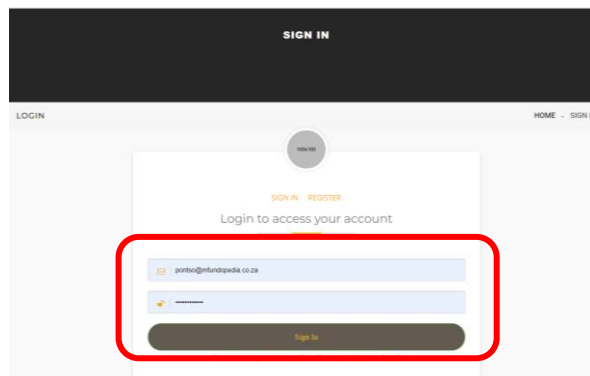 SIGN IN
LOGIN
HOME - SIGN I
100x100
SIGN IN REGISTER
Login to access your account
pontso@mfundopedia.co.za
Sign In